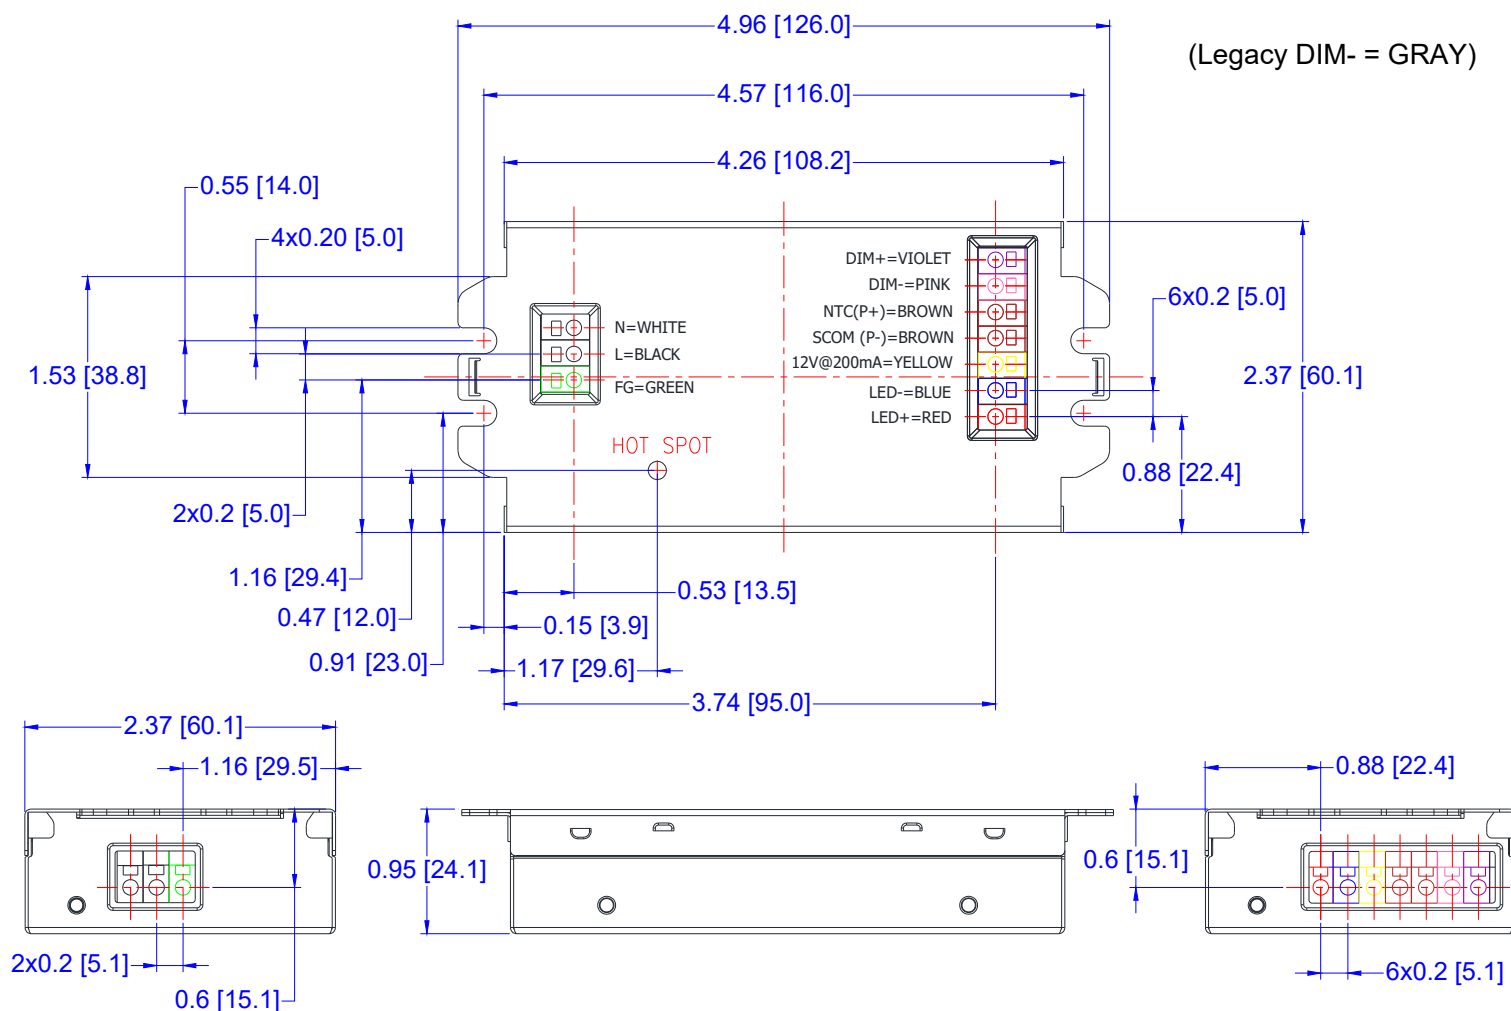 4.96 [126.0]
(Legacy DIM- = GRAY)
4.57 [116.0]
4.26 [108.2]
0.55 [14.0]
4x0.20 [5.0]
DIM+=VIOLET
DIM-=PINK
6x0.2 [5.0]
NTC(P+)=BROWN
N=WHITE
SCOM (P-)=BROWN
L=BLACK
12V@200mA=YELLOW
1.53 [38.8]
2.37 [60.1]
FG=GREEN
LED-=BLUE
LED+=RED
HOT SPOT
0.88 [22.4]
2x0.2 [5.0]
1.16 [29.4]
0.53 [13.5]
0.47 [12.0]
0.15 [3.9]
0.91 [23.0]
1.17 [29.6]
3.74 [95.0]
2.37 [60.1]
1.16 [29.5]
0.88 [22.4]
0.95 [24.1]
0.6 [15.1]
2x0.2 [5.1]
6x0.2 [5.1]
0.6 [15.1]